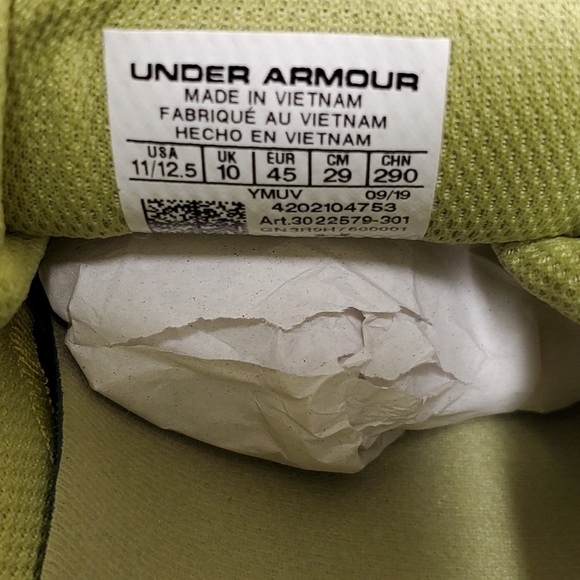 UNDER ARMOUR
MADE IN VIETNAM
FABRIQUÉ AU VIETNAM
HECHO EN VIETNAM
USA UK EUR CM CHN
11/12.5 10 45 29 290
YMUV 09/19
4202104753
Art.3022579-301